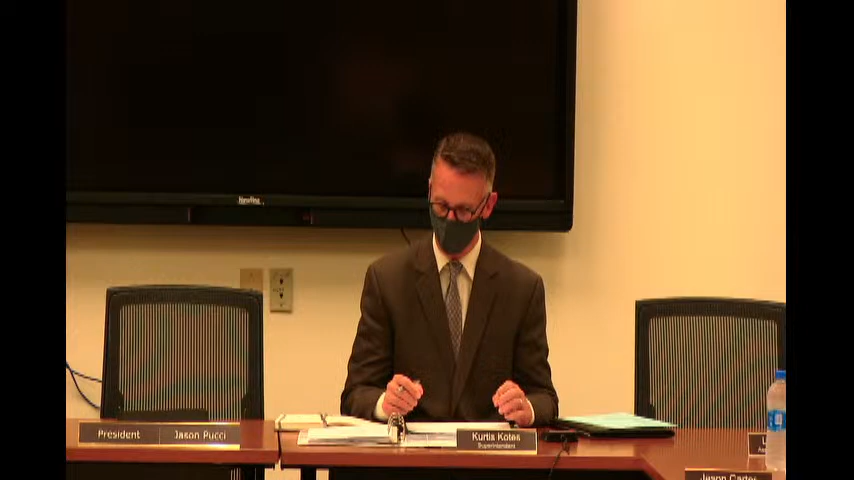 NewLine
President Jason Pucci
Kurtis Kotes
Superintendent
Jason Carter